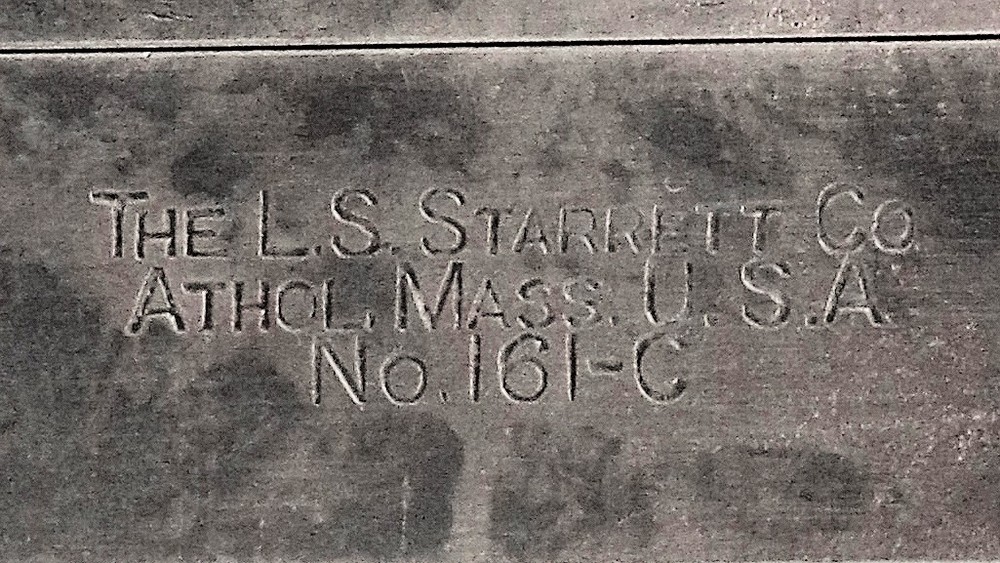 THE L.S. STARRETT CO.
ATHOL, MASS. U.S.A.
NO. 161-C